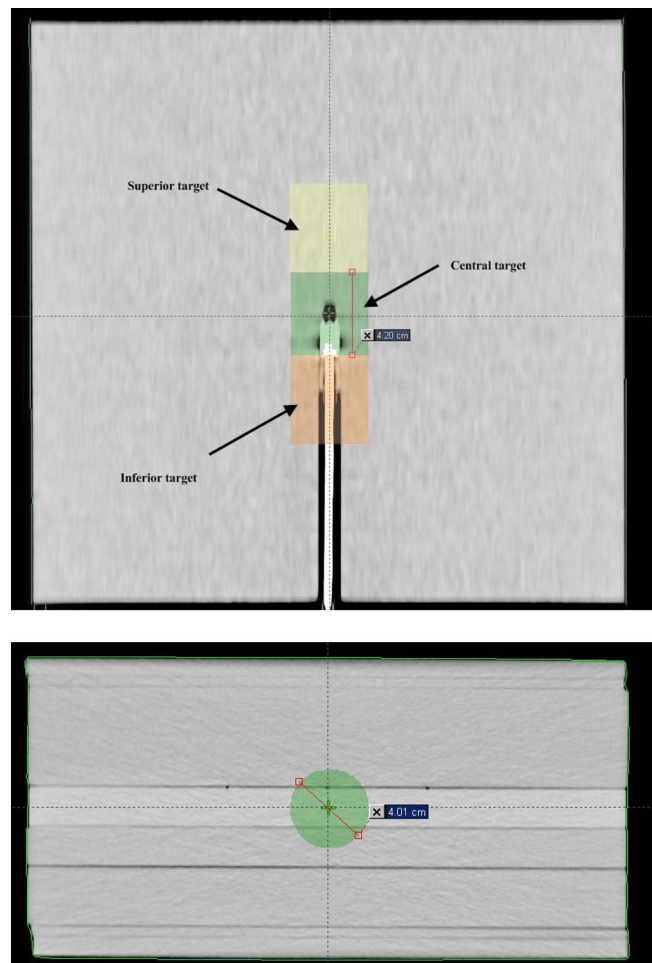 Superior target
Central target
4.20 cm
Inferior target
4.01 cm